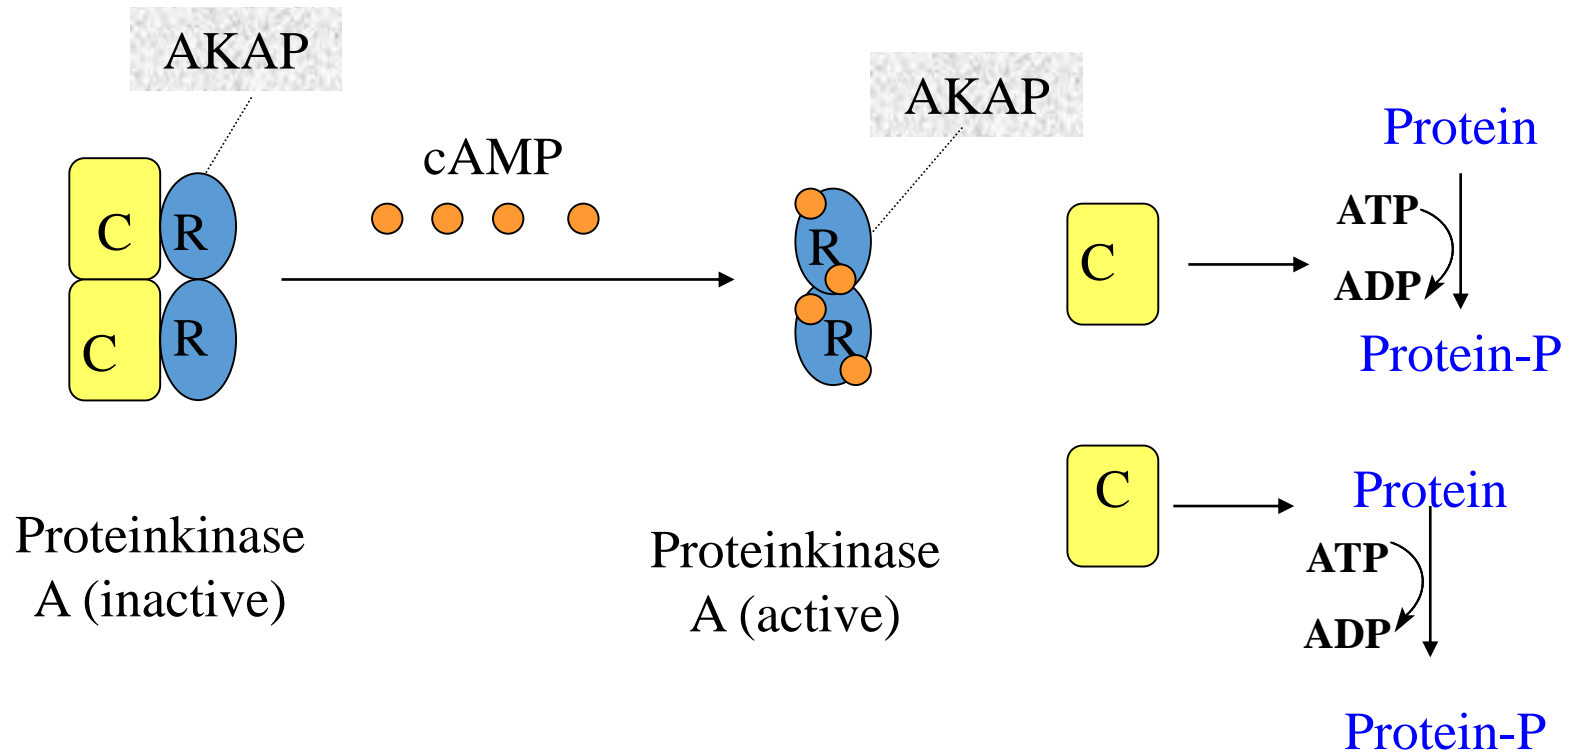 AKAP
cAMP
C
R
C
R
Proteinkinase
A (inactive)
AKAP
R
R
Proteinkinase
A (active)
C
Protein
ATP
ADP
Protein-P
C
Protein
ATP
ADP
Protein-P